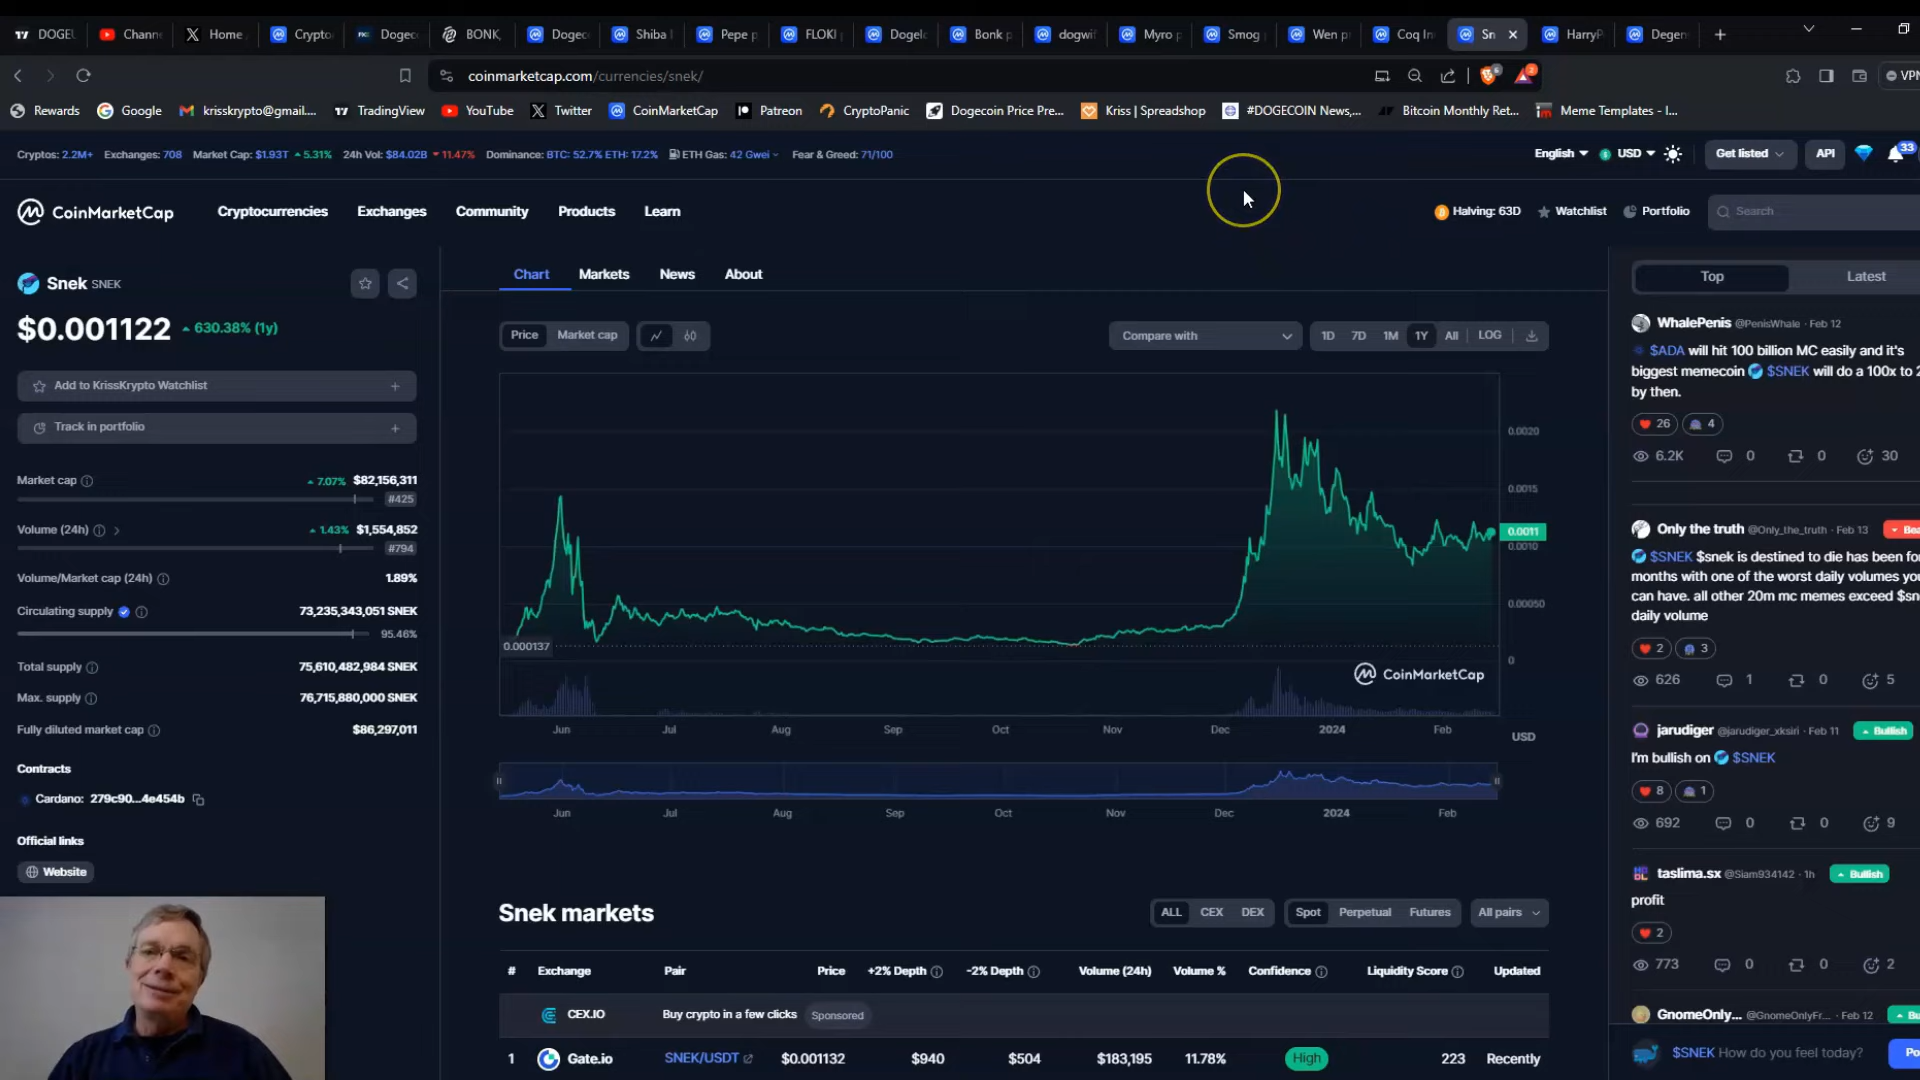 DOGEU
Chann
Home
Crypto
Dogec
BONK,
Dogec
Shiba I
Pepe p
FLOKI
Dogel
Bonk p
dogwif
Myro p
Smog
Wen pr
Coq In
Sn
HarryP
Degen
coinmarketcap.com/currencies/snek/
VPN
Rewards
Google
krisskrypto@gmail....
TradingView
YouTube
Twitter
CoinMarketCap
Patreon
CryptoPanic
Dogecoin Price Pre...
Kriss | Spreadshop
#DOGECOIN News,...
Bitcoin Monthly Ret...
Meme Templates - I...
Cryptos: 2.2M+ Exchanges: 708 Market Cap: $1.93T 5.31% 24h Vol: $84.02B 11.47% Dominance: BTC: 52.7% ETH: 17.2% ETH Gas: 42 Gwei Fear & Greed: 71/100
English USD Get listed API 33
CoinMarketCap Cryptocurrencies Exchanges Community Products Learn
Halving: 63D Watchlist Portfolio Search
Snek SNEK
$0.001122 630.38% (1y)
Add to KrissKrypto Watchlist +
Track in portfolio +
Market cap 7.07% $82,156,311
#425
Volume (24h) 1.43% $1,554,852
#794
Volume/Market cap (24h) 1.89%
Circulating supply 73,235,343,051 SNEK
95.46%
Total supply 75,610,482,984 SNEK
Max. supply 76,715,880,000 SNEK
Fully diluted market cap $86,297,011
Contracts
Cardano: 279c90...4e454b
Official links
Website
Chart Markets News About
Price Market cap
Compare with 1D 7D 1M 1Y All LOG
0.0020
0.0015
0.0011
0.0010
0.00050
0
0.000137
CoinMarketCap
Jun Jul Aug Sep Oct Nov Dec 2024 Feb
USD
Jun Jul Aug Sep Oct Nov Dec 2024 Feb
Snek markets
ALL CEX DEX Spot Perpetual Futures All pairs
# Exchange Pair Price +2% Depth -2% Depth Volume (24h) Volume % Confidence Liquidity Score Updated
CEX.IO Buy crypto in a few clicks Sponsored
1 Gate.io SNEK/USDT $0.001132 $940 $504 $183,195 11.78% High 223 Recently
Top Latest
WhalePenis @PenisWhale · Feb 12
$ADA will hit 100 billion MC easily and it's
biggest memecoin $SNEK will do a 100x to 2
by then.
26 4
6.2K 0 0 30
Only the truth @Only_the_truth · Feb 13 Bea
$SNEK $snek is destined to die has been for
months with one of the worst daily volumes you
can have. all other 20m mc memes exceed $sn
daily volume
2 3
626 1 0 5
jarudiger @jarudiger_xksiri · Feb 11 Bullish
I'm bullish on $SNEK
8 1
692 0 0 9
taslima.sx @Siam934142 · 1h Bullish
profit
2
773 0 0 2
GnomeOnly... @GnomeOnlyFr... · Feb 12 Bu
$SNEK How do you feel today? Po